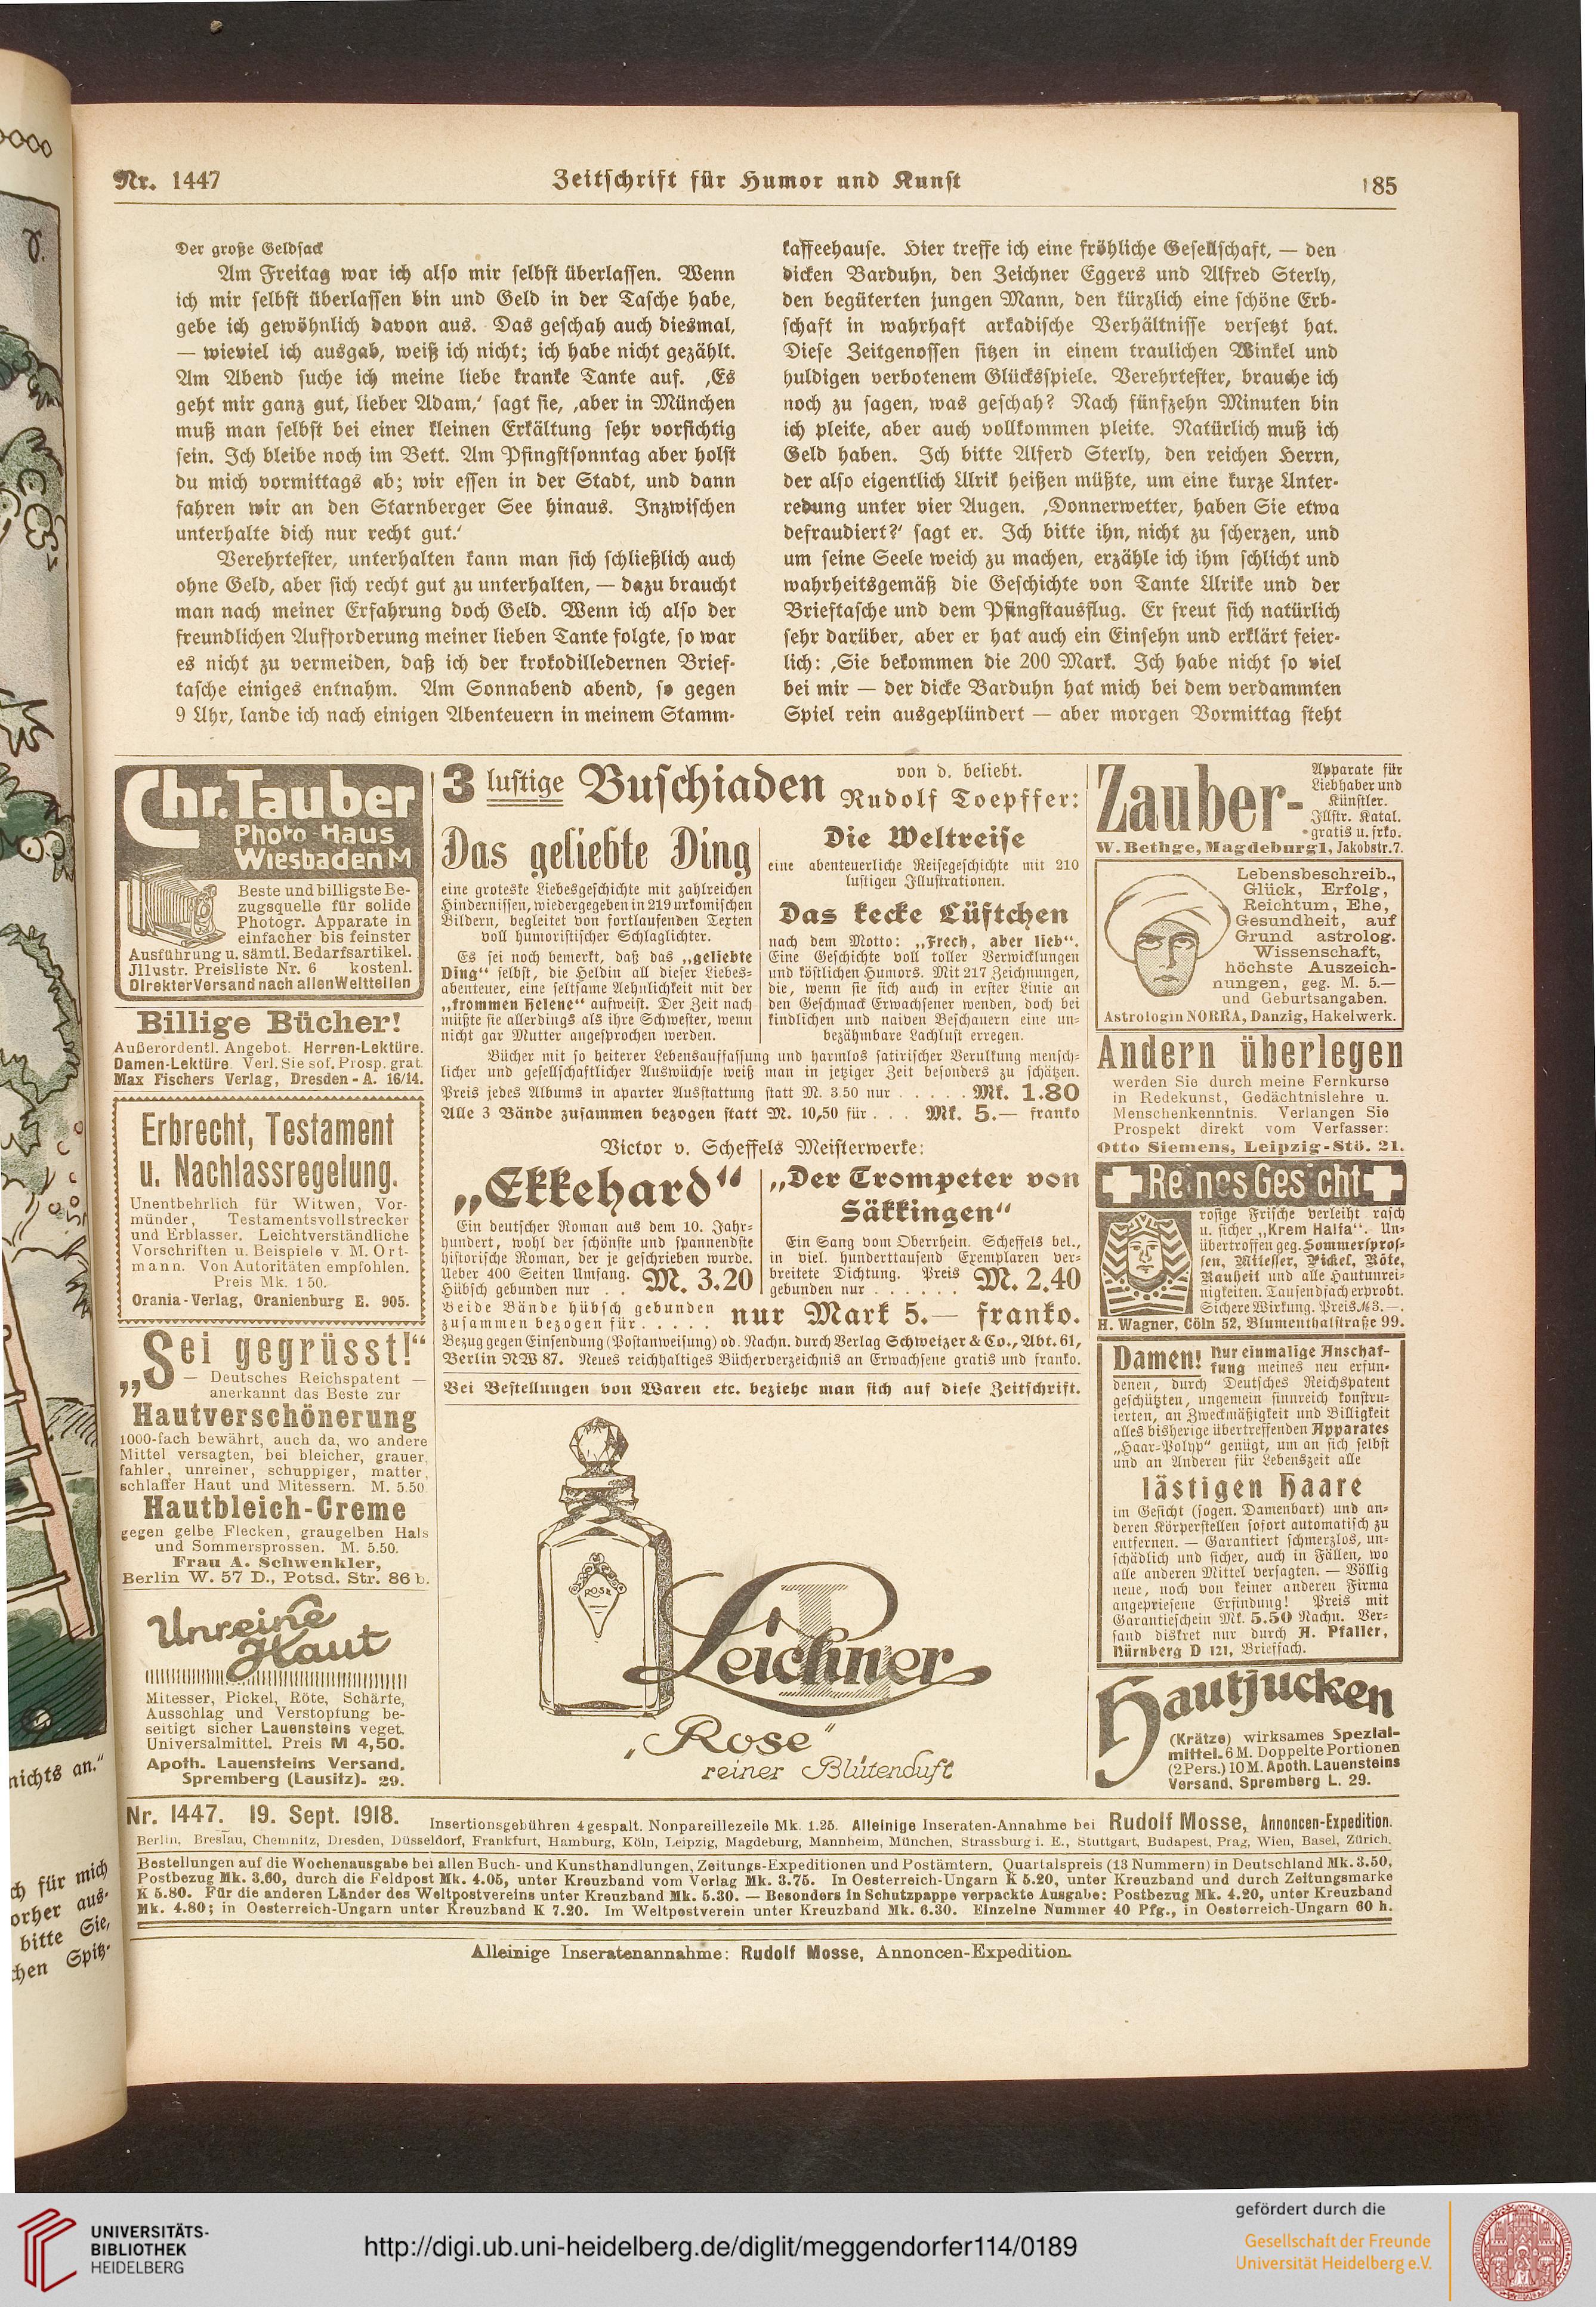 Nr. 1447
Zeitschrift für Humor und Kunst
185
Der große Geldsack
Am Freitag war ich also mir selbst überlassen. Wenn
ich mir selbst überlassen bin und Geld in der Tasche habe,
gebe ich gewöhnlich davon aus. Das geschah auch diesmal,
— wieviel ich ausgab, weiß ich nicht; ich habe nicht gezählt.
Am Abend suche ich meine liebe kranke Tante auf. ‚Es
geht mir ganz gut, lieber Adam,‘ sagt sie, ‚aber in München
muß man selbst bei einer kleinen Erkältung sehr vorsichtig
sein. Ich bleibe noch im Bett. Am Pfingstsonntag aber holst
du mich vormittags ab; wir essen in der Stadt, und dann
fahren wir an den Starnberger See hinaus. Inzwischen
unterhalte dich nur recht gut.‘
Verehrtester, unterhalten kann man sich schließlich auch
ohne Geld, aber sich recht gut zu unterhalten, — dazu braucht
man nach meiner Erfahrung doch Geld. Wenn ich also der
freundlichen Aufforderung meiner lieben Tante folgte, so war
es nicht zu vermeiden, daß ich der krokodilledernen Brief-
tasche einiges entnahm. Am Sonnabend abend, so gegen
9 Uhr, lande ich nach einigen Abenteuern in meinem Stamm-
kaffeehause. Hier treffe ich eine fröhliche Gesellschaft, — den
dicken Barduhn, den Zeichner Eggers und Alfred Sterly,
den begüterten jungen Mann, den kürzlich eine schöne Erb-
schaft in wahrhaft arkadische Verhältnisse versetzt hat.
Diese Zeitgenossen sitzen in einem traulichen Winkel und
huldigen verbotenem Glücksspiele. Verehrtester, brauche ich
noch zu sagen, was geschah? Nach fünfzehn Minuten bin
ich pleite, aber auch vollkommen pleite. Natürlich muß ich
Geld haben. Ich bitte Alferd Sterly, den reichen Herrn,
der also eigentlich Ulrik heißen müßte, um eine kurze Unter-
redung unter vier Augen. ‚Donnerwetter, haben Sie etwa
defraudiert?‘ sagt er. Ich bitte ihn, nicht zu scherzen, und
um seine Seele weich zu machen, erzähle ich ihm schlicht und
wahrheitsgemäß die Geschichte von Tante Ulrike und der
Brieftasche und dem Pfingstausflug. Er freut sich natürlich
sehr darüber, aber er hat auch ein Einsehn und erklärt feier-
lich: ‚Sie bekommen die 200 Mark. Ich habe nicht so viel
bei mir — der dicke Barduhn hat mich bei dem verdammten
Spiel rein ausgeplündert — aber morgen Vormittag steht
Chr. Tauber
Photo Haus
Wiesbaden M
Beste und billigste Be-
zugsquelle für solide
Photogr. Apparate in
einfacher bis feinster
Ausführung u. sämtl. Bedarfsartikel.
Jllustr. Preisliste Nr. 6 kostenl.
Direkter Versand nach allen Weltteilen
Billige Bücher!
Außerordentl. Angebot. Herren-Lektüre.
Damen-Lektüre. Verl. Sie sof. Prosp. grat.
Max Fischers Verlag, Dresden-A. 16/14.
Erbrecht, Testament
u. Nachlassregelung.
Unentbehrlich für Witwen, Vor-
münder, Testamentsvollstrecker
und Erblasser. Leichtverständliche
Vorschriften u. Beispiele v. M. Ort-
mann. Von Autoritäten empfohlen.
Preis Mk. 1 50.
Orania-Verlag, Oranienburg E. 905.
„Sei gegrüsst!“
— Deutsches Reichspatent —
anerkannt das Beste zur
Hautverschönerung
1000-fach bewährt, auch da, wo andere
Mittel versagten, bei bleicher, grauer,
fahler, unreiner, schuppiger, matter,
schlaffer Haut und Mitessern. M. 5.50
Hautbleich-Creme
gegen gelbe Flecken, graugelben Hals
und Sommersprossen. M. 5.50.
Frau A. Schwenkler,
Berlin W. 57 D., Potsd. Str. 86 b.
Unreine
Haut
Mitesser, Pickel, Röte, Schärfe,
Ausschlag und Verstopfung be-
seitigt sicher Lauensteins veget.
Universalmittel. Preis M 4,50.
Apoth. Lauensteins Versand,
Spremberg (Lausitz). 29.
3 lustige Buschiaden von d. beliebt.
Rudolf Toepffer:
Das geliebte Ding
eine groteske Liebesgeschichte mit zahlreichen
Hindernissen, wiedergegeben in 219 urkomischen
Bildern, begleitet von fortlaufenden Texten
voll humoristischer Schlaglichter.
Es sei noch bemerkt, daß das „geliebte
Ding“ selbst, die Heldin all dieser Liebes-
abenteuer, eine seltsame Aehnlichkeit mit der
„frommen Helene“ aufweist. Der Zeit nach
müßte sie allerdings als ihre Schwester, wenn
nicht gar Mutter angesprochen werden.
Die Weltreise
eine abenteuerliche Reisegeschichte mit 210
lustigen Illustrationen.
Das kecke Lüftchen
nach dem Motto: „Frech, aber lieb“.
Eine Geschichte voll toller Verwicklungen
und köstlichen Humors. Mit 217 Zeichnungen,
die, wenn sie sich auch in erster Linie an
den Geschmack Erwachsener wenden, doch bei
kindlichen und naiven Beschauern eine un-
bezähmbare Lachlust erregen.
Bücher mit so heiterer Lebensauffassung und harmlos satirischer Verulkung mensch-
licher und gesellschaftlicher Auswüchse weiß man in jetziger Zeit besonders zu schätzen.
Preis jedes Albums in aparter Ausstattung statt M. 3.50 nur . . . . . Mk. 1.80
Alle 3 Bände zusammen bezogen statt M. 10,50 für . . . Mk. 5.— franko
Victor v. Scheffels Meisterwerke:
„Ekkehard“
Ein deutscher Roman aus dem 10. Jahr-
hundert, wohl der schönste und spannendste
historische Roman, der je geschrieben wurde.
Ueber 400 Seiten Umfang.
Hübsch gebunden nur . . M. 3.20
„Der Trompeter von
Säkkingen“
Ein Sang vom Oberrhein. Scheffels bel.,
in viel. hunderttausend Exemplaren ver-
breitete Dichtung. Preis
gebunden nur . . . . . . M. 2.40
Beide Bände hübsch gebunden
zusammen bezogen für . . . . . nur Mark 5.— franko.
Bezug gegen Einsendung (Postanweisung) od. Nachn. durch Verlag Schweizer & Co., Abt. 61,
Berlin NW 87. Neues reichhaltiges Bücherverzeichnis an Erwachsene gratis und franko.
Bei Bestellungen von Waren etc. beziehe man sich auf diese Zeitschrift.
ROSE
L
Leichner
„Rose“
reiner Blütenduft
Zauber-
Apparate für
Liebhaber und
Künstler.
Illstr. Katal.
gratis u. frko.
W. Bethge, Magdeburg 1, Jakobstr. 7.
Lebensbeschreib.,
Glück, Erfolg,
Reichtum, Ehe,
Gesundheit, auf
Grund astrolog.
Wissenschaft,
höchste Auszeich-
nungen, geg. M. 5.—
und Geburtsangaben.
Astrologin NORRA, Danzig, Hakelwerk.
Andern überlegen
werden Sie durch meine Fernkurse
in Redekunst, Gedächtnislehre u.
Menschenkenntnis. Verlangen Sie
Prospekt direkt vom Verfasser:
Otto Siemens, Leipzig-Stö. 21.
Reines Gesicht
rosige Frische verleiht rasch
u. sicher „Krem Halfa“. Un-
übertroffen geg. Sommerspros-
sen, Mitesser, Pickel, Röte,
Rauheit und alle Hautunrei-
nigkeiten. Tausendfach erprobt.
Sichere Wirkung. Preis M 3.—.
H. Wagner, Cöln 52, Blumenthalstraße 99.
Damen! Nur einmalige Anschaf-
fung meines neu erfun-
denen, durch Deutsches Reichspatent
geschützten, ungemein sinnreich konstru-
ierten, an Zweckmäßigkeit und Billigkeit
alles bisherige übertreffenden Apparates
„Haar-Polyp“ genügt, um an sich selbst
und an Anderen für Lebenszeit alle
lästigen Haare
im Gesicht (sogen. Damenbart) und an-
deren Körperstellen sofort automatisch zu
entfernen. — Garantiert schmerzlos, un-
schädlich und sicher, auch in Fällen, wo
alle anderen Mittel versagten. — Völlig
neue, noch von keiner anderen Firma
angepriesene Erfindung! Preis mit
Garantieschein Mk. 5.50 Nachn. Ver-
sand diskret nur durch A. Pfaller,
Nürnberg D 121, Brieffach.
Hautjucken
(Krätze) wirksames Spezial-
mittel. 6 M. Doppelte Portionen
(2 Pers.) 10 M. Apoth. Lauensteins
Versand, Spremberg L. 29.
Nr. 1447. 19. Sept. 1918. Insertionsgebühren 4 gespalt. Nonpareillezeile Mk. 1.25. Alleinige Inseraten-Annahme bei Rudolf Mosse, Annoncen-Expedition.
Berlin, Breslau, Chemnitz, Dresden, Düsseldorf, Frankfurt, Hamburg, Köln, Leipzig, Magdeburg, Mannheim, München, Strassburg i. E., Stuttgart, Budapest, Prag, Wien, Basel, Zürich.
Bestellungen auf die Wochenausgabe bei allen Buch- und Kunsthandlungen, Zeitungs-Expeditionen und Postämtern. Quartalspreis (13 Nummern) in Deutschland Mk. 3.50,
Postbezug Mk. 3.60, durch die Feldpost Mk. 4.05, unter Kreuzband vom Verlag Mk. 3.75. In Oesterreich-Ungarn K 5.20, unter Kreuzband und durch Zeitungsmarke
K 5.80. Für die anderen Länder des Weltpostvereins unter Kreuzband Mk. 5.30. — Besonders in Schutzpappe verpackte Ausgabe: Postbezug Mk. 4.20, unter Kreuzband
Mk. 4.80; in Oesterreich-Ungarn unter Kreuzband K 7.20. Im Weltpostverein unter Kreuzband Mk. 6.30. Einzelne Nummer 40 Pfg., in Oesterreich-Ungarn 60 h.
Alleinige Inseratenannahme: Rudolf Mosse, Annoncen-Expedition.
nichts an.“
für mich
aus-
bitte Sie,
Spitz-
UNIVERSITÄTS-
BIBLIOTHEK
HEIDELBERG
http://digi.ub.uni-heidelberg.de/diglit/meggendorfer114/0189
gefördert durch die
Gesellschaft der Freunde
Universität Heidelberg e.V.